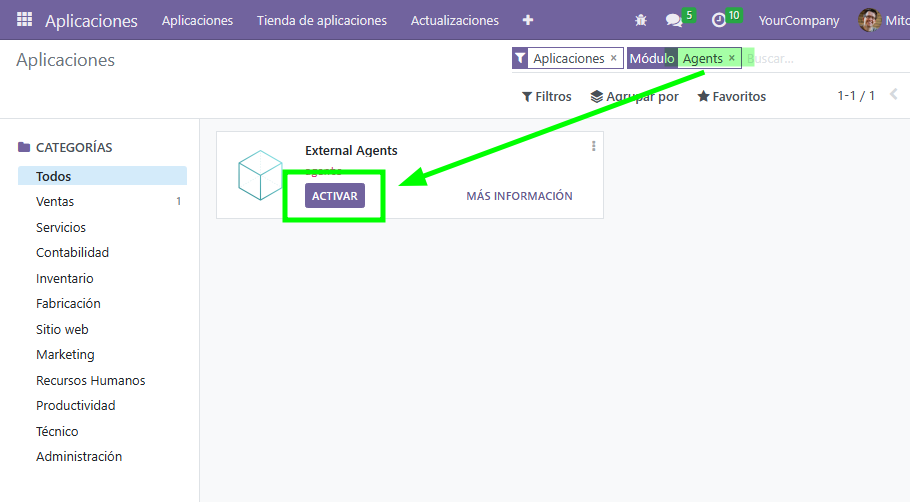 Aplicaciones Aplicaciones Tienda de aplicaciones Actualizaciones + 5 10 YourCompany Mitc
Aplicaciones
Aplicaciones × Módulo Agents × Buscar...
Filtros Agrupar por Favoritos 1-1 / 1
CATEGORÍAS
Todos
Ventas 1
Servicios
Contabilidad
Inventario
Fabricación
Sitio web
Marketing
Recursos Humanos
Productividad
Técnico
Administración
External Agents
agents
ACTIVAR MÁS INFORMACIÓN